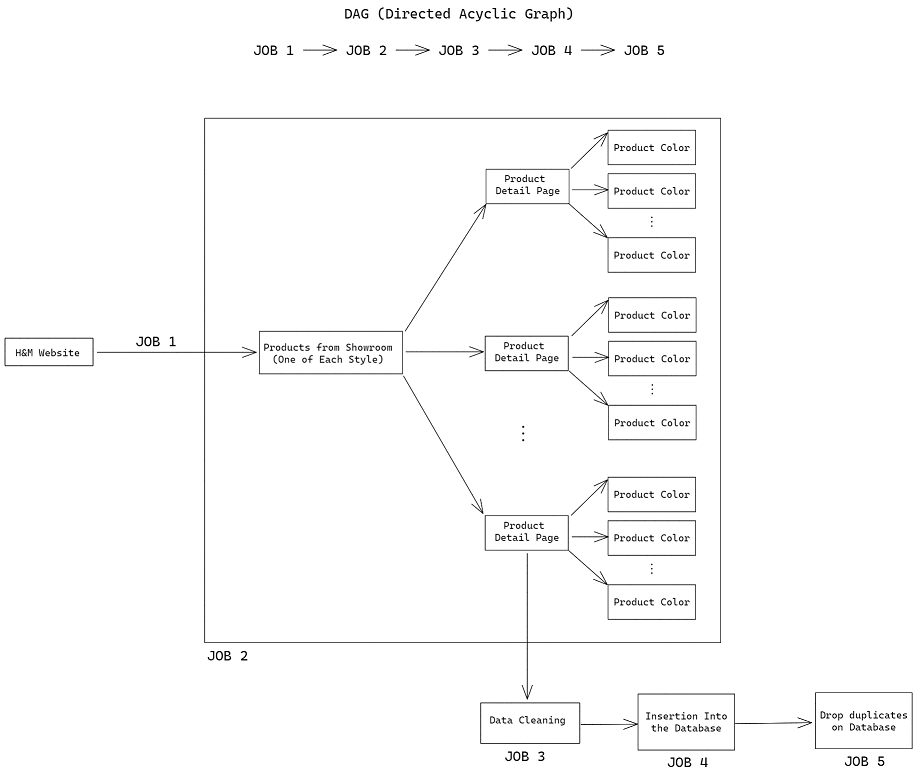 DAG (Directed Acyclic Graph)
JOB 1 JOB 2 JOB 3 JOB 4 JOB 5
Product Color
Product
Detail Page
Product Color
Product Color
H&M Website
JOB 1
Products from Showroom
(One of Each Style)
Product Color
Product
Detail Page
Product Color
Product Color
Product Color
Product
Detail Page
Product Color
Product Color
JOB 2
Data Cleaning
JOB 3
Insertion Into
the Database
JOB 4
Drop duplicates
on Database
JOB 5